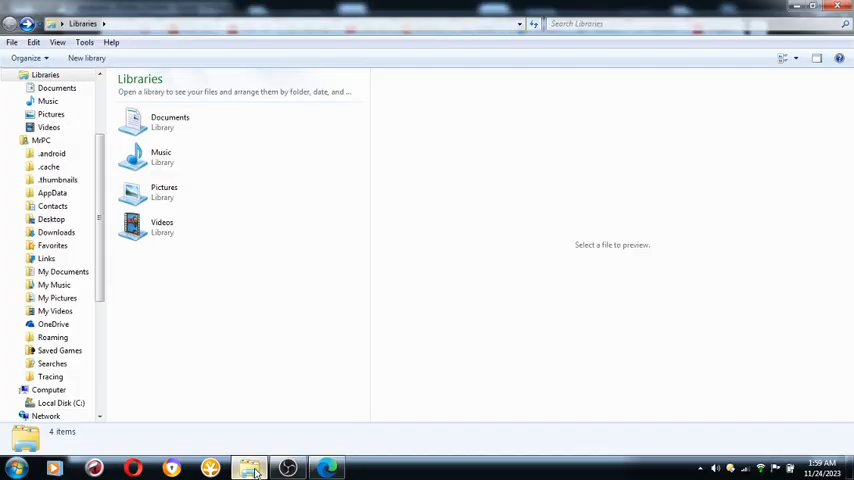 Libraries
Search Libraries
File Edit View Tools Help
Organize New library
Libraries
Documents
Music
Pictures
Videos
MrPC
.android
.cache
.thumbnails
AppData
Contacts
Desktop
Downloads
Favorites
Links
My Documents
My Music
My Pictures
My Videos
OneDrive
Roaming
Saved Games
Searches
Tracing
Computer
Local Disk (C:)
Network
Libraries
Open a library to see your files and arrange them by folder, date, and ...
Documents
Library
Music
Library
Pictures
Library
Videos
Library
Select a file to preview.
4 items
1:59 AM
11/24/2023